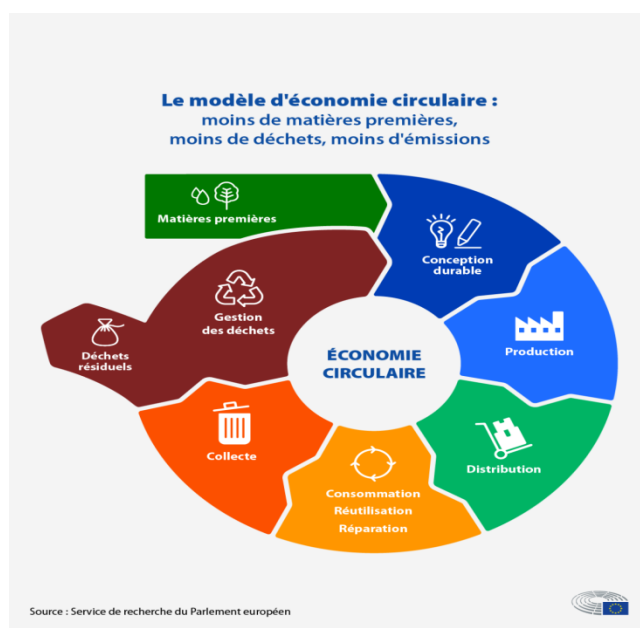 Le modèle d'économie circulaire :
moins de matières premières,
moins de déchets, moins d'émissions
Matières premières
Conception
durable
Production
Distribution
Consommation
Réutilisation
Réparation
Collecte
Gestion
des déchets
Déchets
résiduels
ÉCONOMIE
CIRCULAIRE
Source : Service de recherche du Parlement européen